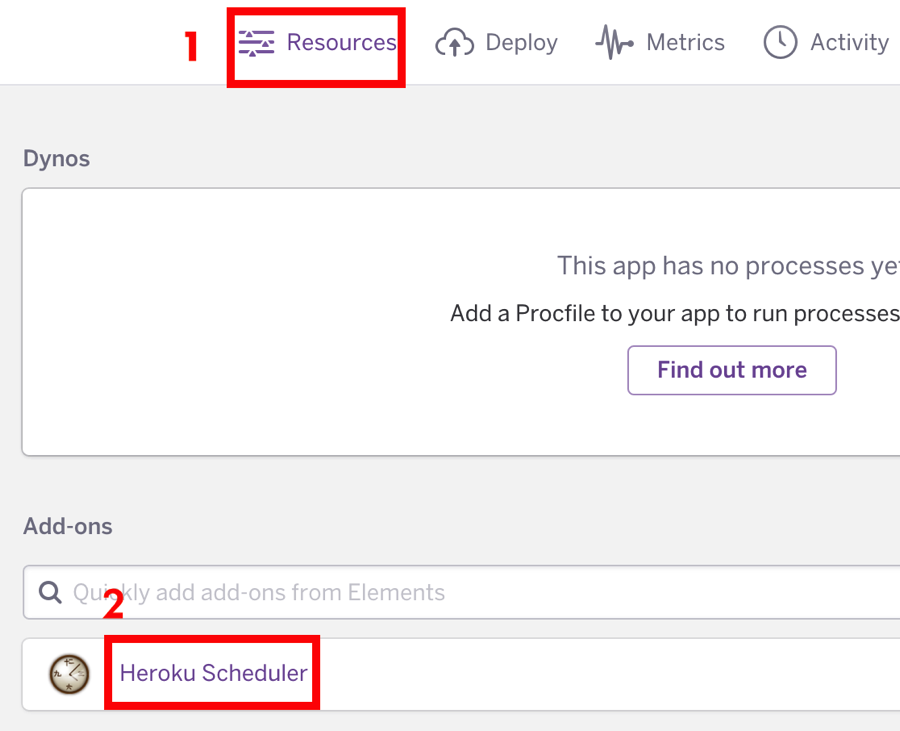 1 Resources Deploy Metrics Activity
Dynos
This app has no processes ye
Add a Procfile to your app to run processes
Find out more
Add-ons
Quickly add add-ons from Elements
2
Heroku Scheduler